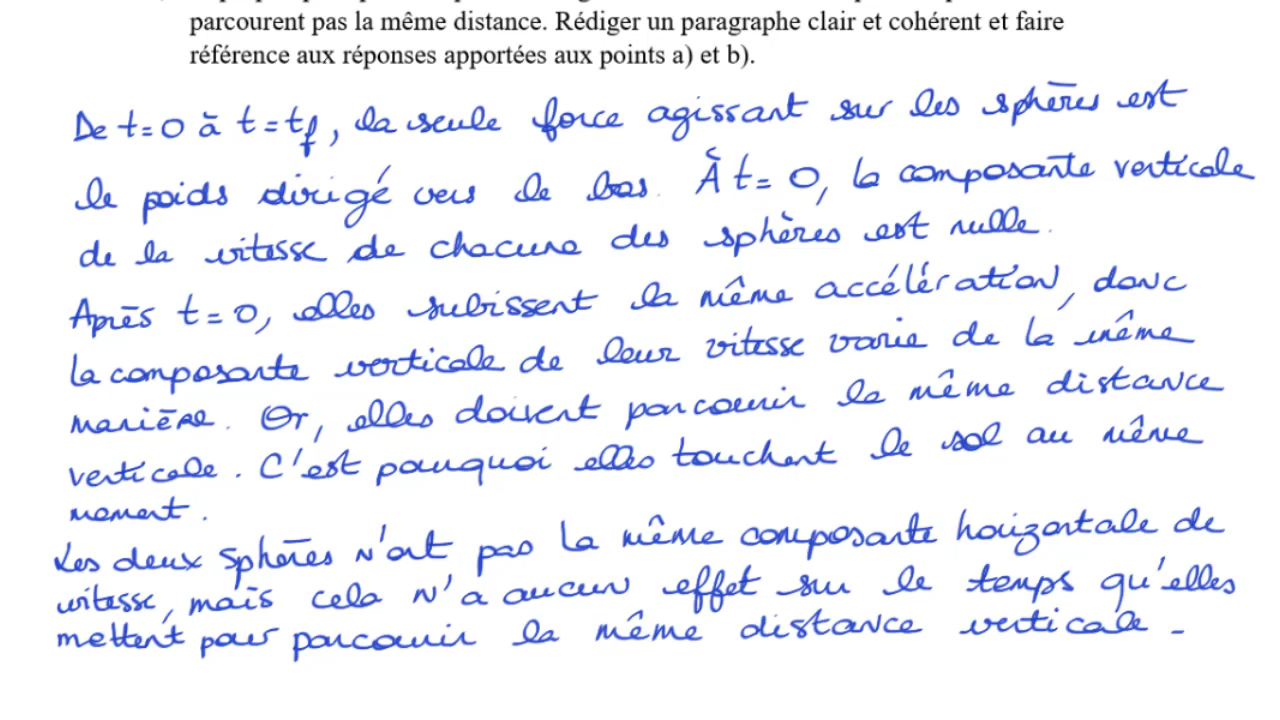 parcourent pas la même distance. Rédiger un paragraphe clair et cohérent et faire
référence aux réponses apportées aux points a) et b).
De t=0 à t=tf, la seule force agissant sur les sphères est
le poids dirigé vers le bas. À t=0, la composante verticale
de la vitesse de chacune des sphères est nulle.
Après t=0, elles subissent la même accélération, donc
la composante verticale de leur vitesse varie de la même
manière. Or, elles doivent parcourir la même distance
verticale. C'est pourquoi elles touchent le sol au même
moment.
Les deux sphères n'ont pas la même composante horizontale de
vitesse, mais cela n'a aucun effet sur le temps qu'elles
mettent pour parcourir la même distance verticale.